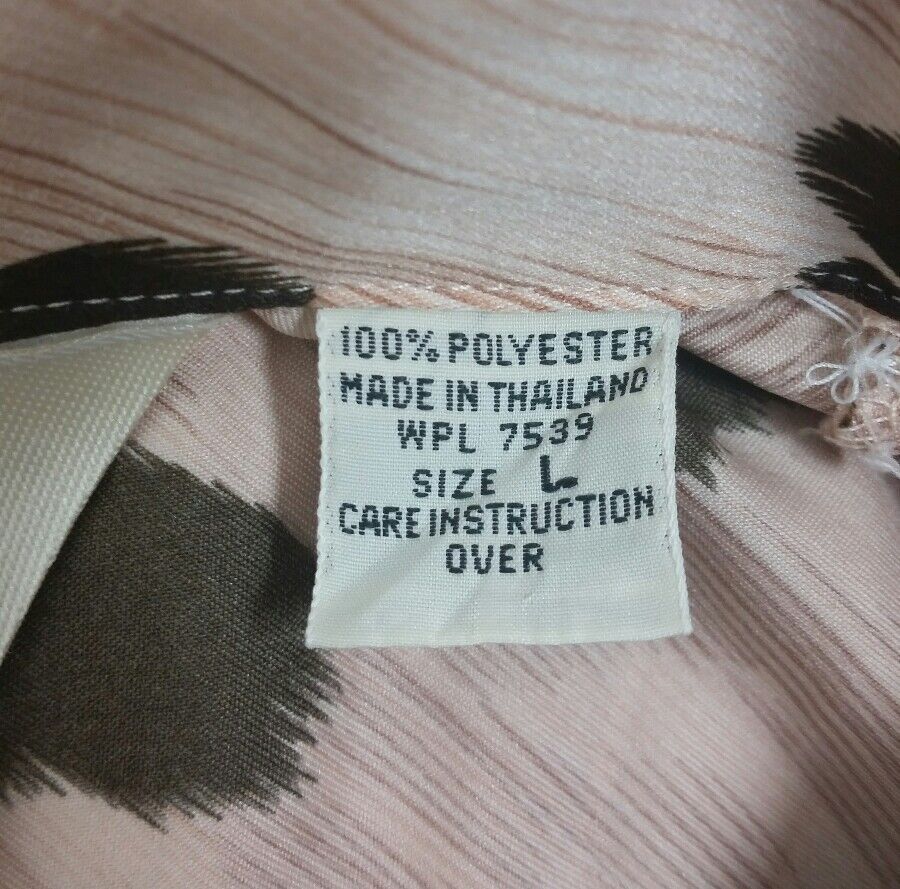 100% POLYESTER
MADE IN THAILAND
WPL 7539
SIZE L
CARE INSTRUCTION
OVER